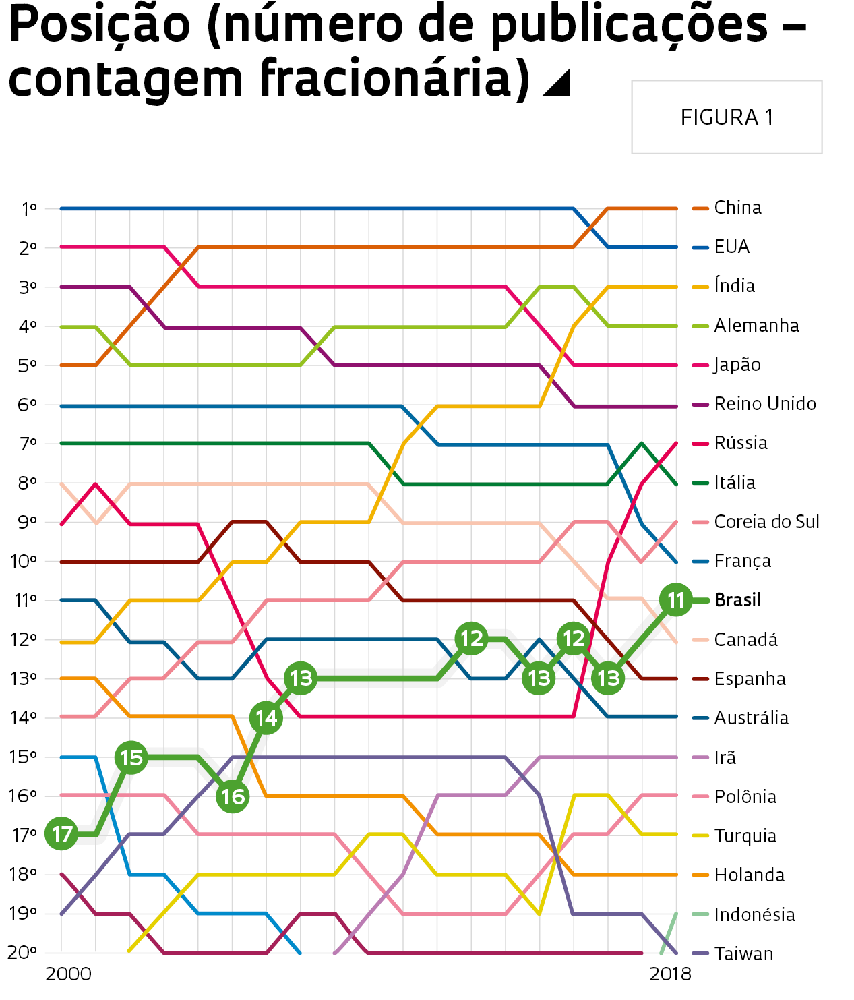 Posição (número de publicações –
contagem fracionária)
FIGURA 1
1º
2º
3º
4º
5º
6º
7º
8º
9º
10º
11º
12º
13º
14º
15º
16º
17º
18º
19º
20º
17
15
16
14
13
12
13
12
13
11
China
EUA
Índia
Alemanha
Japão
Reino Unido
Rússia
Itália
Coreia do Sul
França
Brasil
Canadá
Espanha
Austrália
Irã
Polônia
Turquia
Holanda
Indonésia
Taiwan
2000
2018